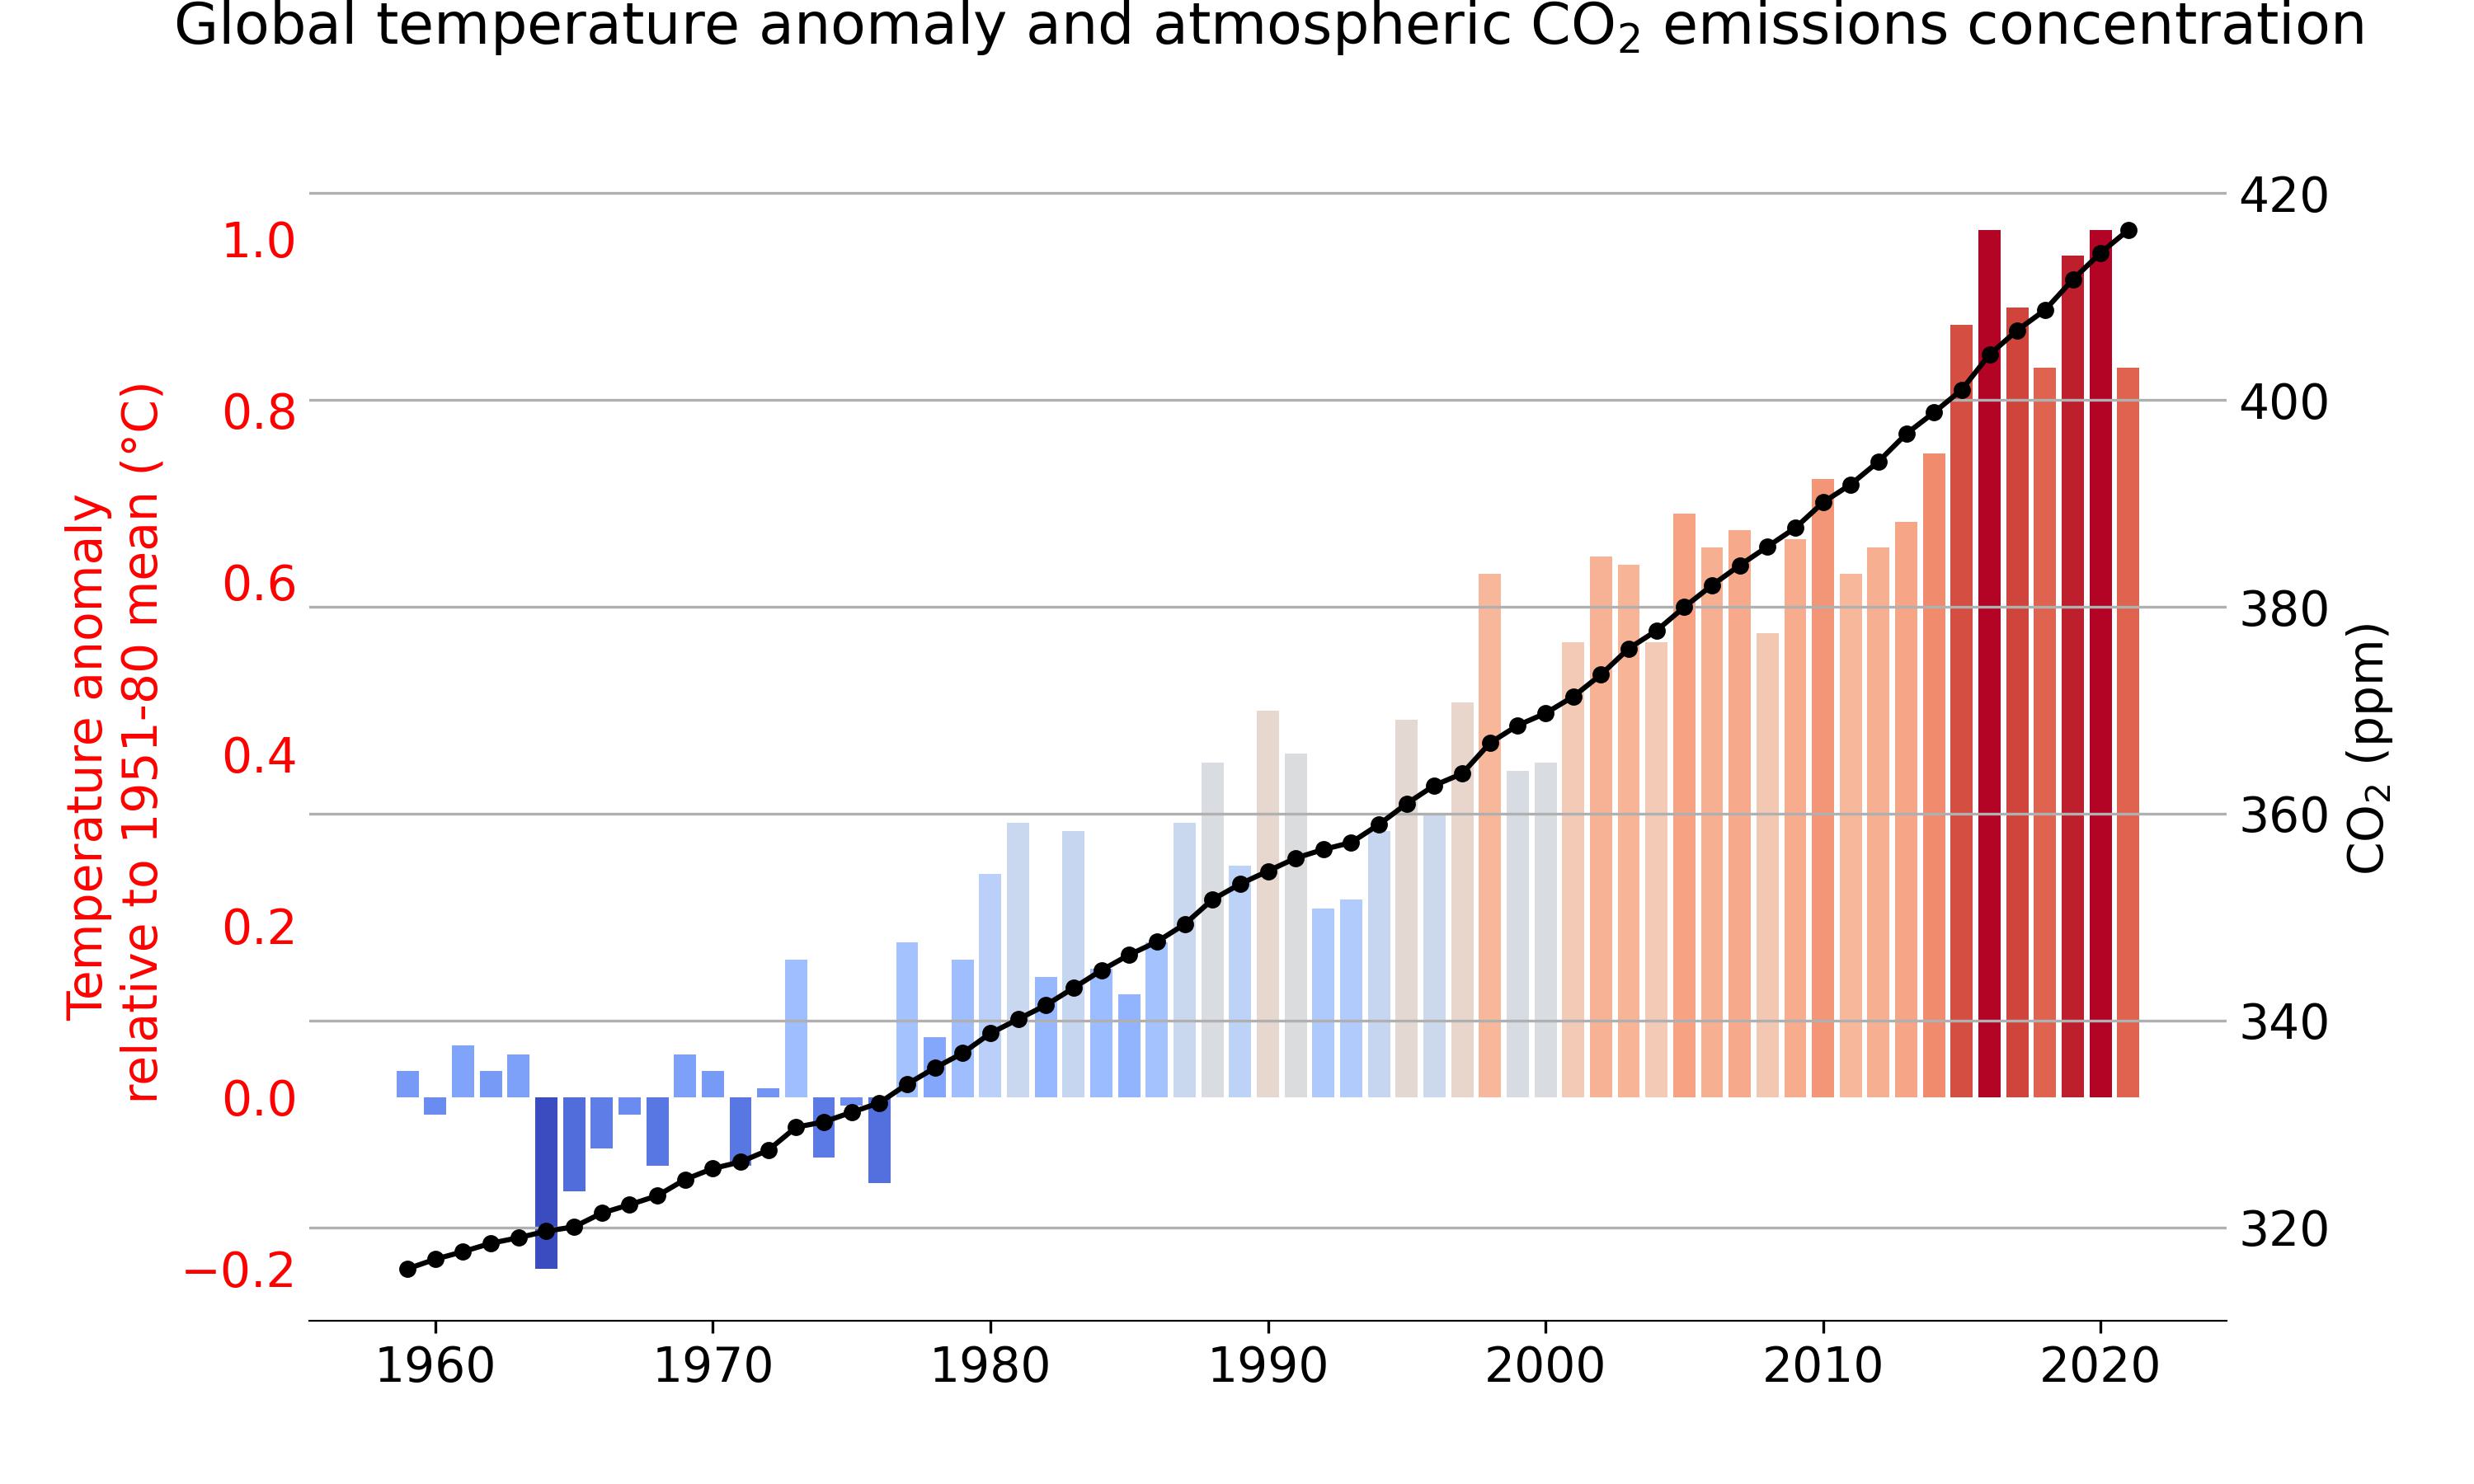 Global temperature anomaly and atmospheric CO₂ emissions concentration
Temperature anomaly
relative to 1951-80 mean (°C)
1.0
0.8
0.6
0.4
0.2
0.0
−0.2
420
400
380
360
340
320
CO₂ (ppm)
1960 1970 1980 1990 2000 2010 2020